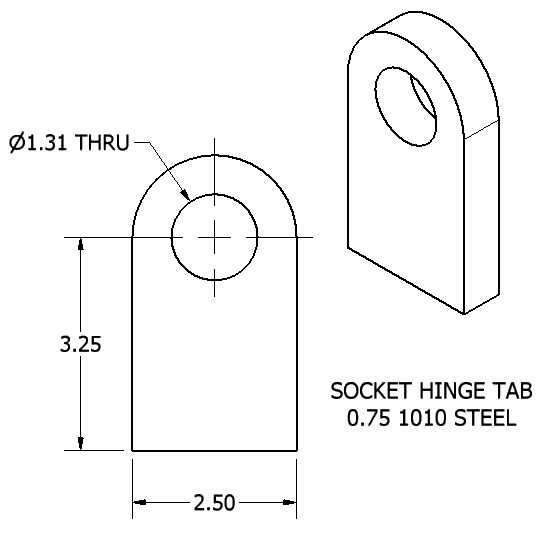 Ø1.31 THRU
3.25
SOCKET HINGE TAB
0.75 1010 STEEL
2.50